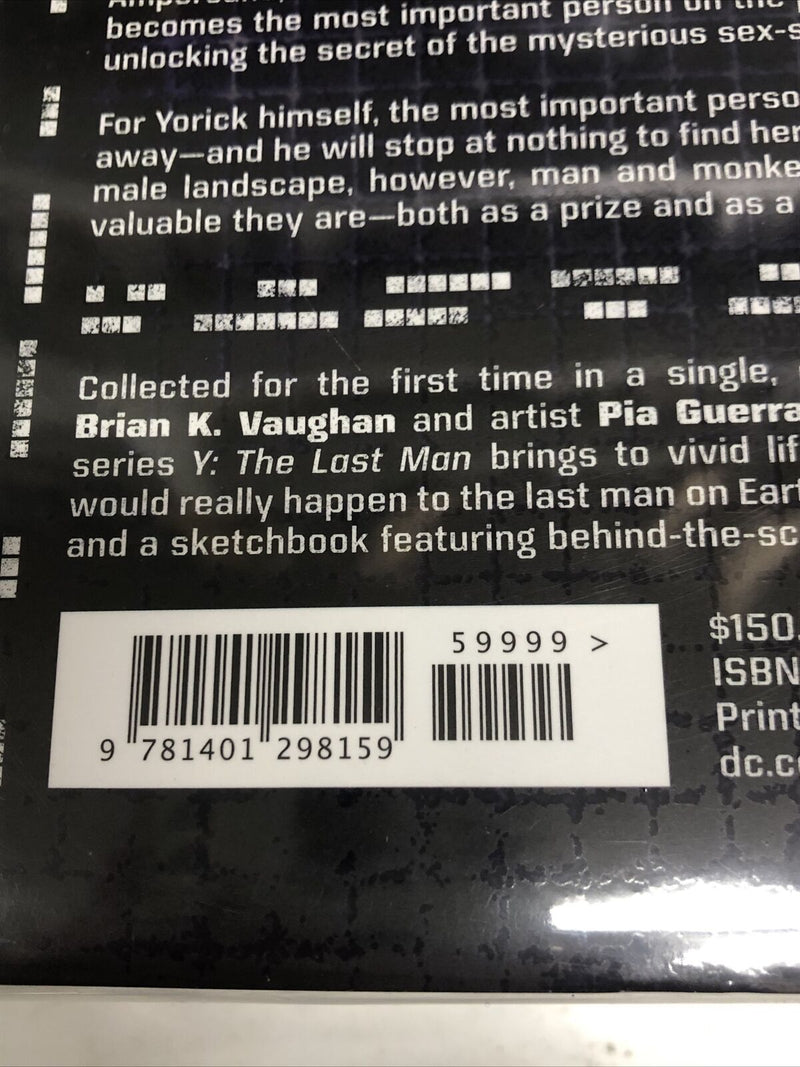 becomes the most important person on the
unlocking the secret of the mysterious sex-s
For Yorick himself, the most important perso
away—and he will stop at nothing to find her
male landscape, however, man and monke
valuable they are—both as a prize and as a
Collected for the first time in a single,
Brian K. Vaughan and artist Pia Guerra
series Y: The Last Man brings to vivid lif
would really happen to the last man on Eart
and a sketchbook featuring behind-the-sc
59999 >
9 781401 298159
$150.
ISBN
Print
dc.c